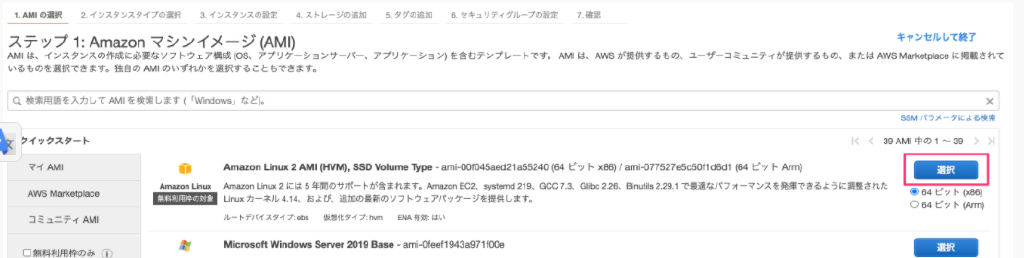 1. AMI の選択 2. インスタンスタイプの選択 3. インスタンスの設定 4. ストレージの追加 5. タグの追加 6. セキュリティグループの設定 7. 確認
ステップ 1: Amazon マシンイメージ (AMI)
キャンセルして終了
AMI は、インスタンスの作成に必要なソフトウェア構成 (OS、アプリケーションサーバー、アプリケーション) を含むテンプレートです。 AMI は、AWS が提供するもの、ユーザーコミュニティが提供するもの、または AWS Marketplace に掲載されて
いるものを選択できます。独自の AMI のいずれかを選択することもできます。
検索用語を入力して AMI を検索します (「Windows」など)。
SSM パラメータによる検索
クイックスタート
39 AMI 中の 1 ～ 39
マイ AMI
AWS Marketplace
コミュニティ AMI
無料利用枠のみ
Amazon Linux
無料利用枠の対象
Amazon Linux 2 AMI (HVM), SSD Volume Type - ami-00f045aed21a55240 (64 ビット x86) / ami-077527e5c50f1d6d1 (64 ビット Arm)
Amazon Linux 2 には 5 年間のサポートが含まれます。Amazon EC2、systemd 219、GCC 7.3、Glibc 2.26、Binutils 2.29.1 で最適なパフォーマンスを発揮できるように調整された
Linux カーネル 4.14、および、追加の最新のソフトウェアパッケージを提供します。
ルートデバイスタイプ: ebs 仮想化タイプ: hvm ENA 有効: はい
選択
64 ビット (x86)
64 ビット (Arm)
Microsoft Windows Server 2019 Base - ami-0feef1943a971f00e
選択